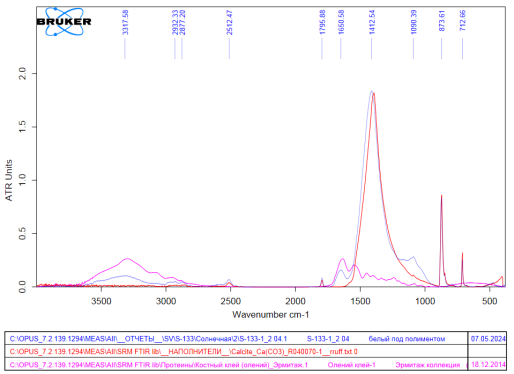 BRUKER
3317.58 2932.33 2877.20 2512.47 1795.88 1650.58 1412.54 1090.39 873.61 712.66
ATR Units
2.0
1.5
1.0
0.5
0.0
3500 3000 2500 2000 1500 1000 500
Wavenumber cm-1
C:\OPUS_7.2.139.1294\MEAS\All\__ОТЧЕТЫ__\SV\S-133\Солнечная\2\S-133-1_2 04.1 S-133-1_2 04 белый под полиментом 07.05.2024
C:\OPUS_7.2.139.1294\MEAS\All\SRM FTIR lib\__НАПОЛНИТЕЛИ__\Calcite_Ca(CO3)_R040070-1__rruff.txt.0
C:\OPUS_7.2.139.1294\MEAS\All\SRM FTIR lib\Протеины\Костный клей (олений)_Эрмитаж.1 Олений клей-1 Эрмитаж коллекция ( 18.12.2014